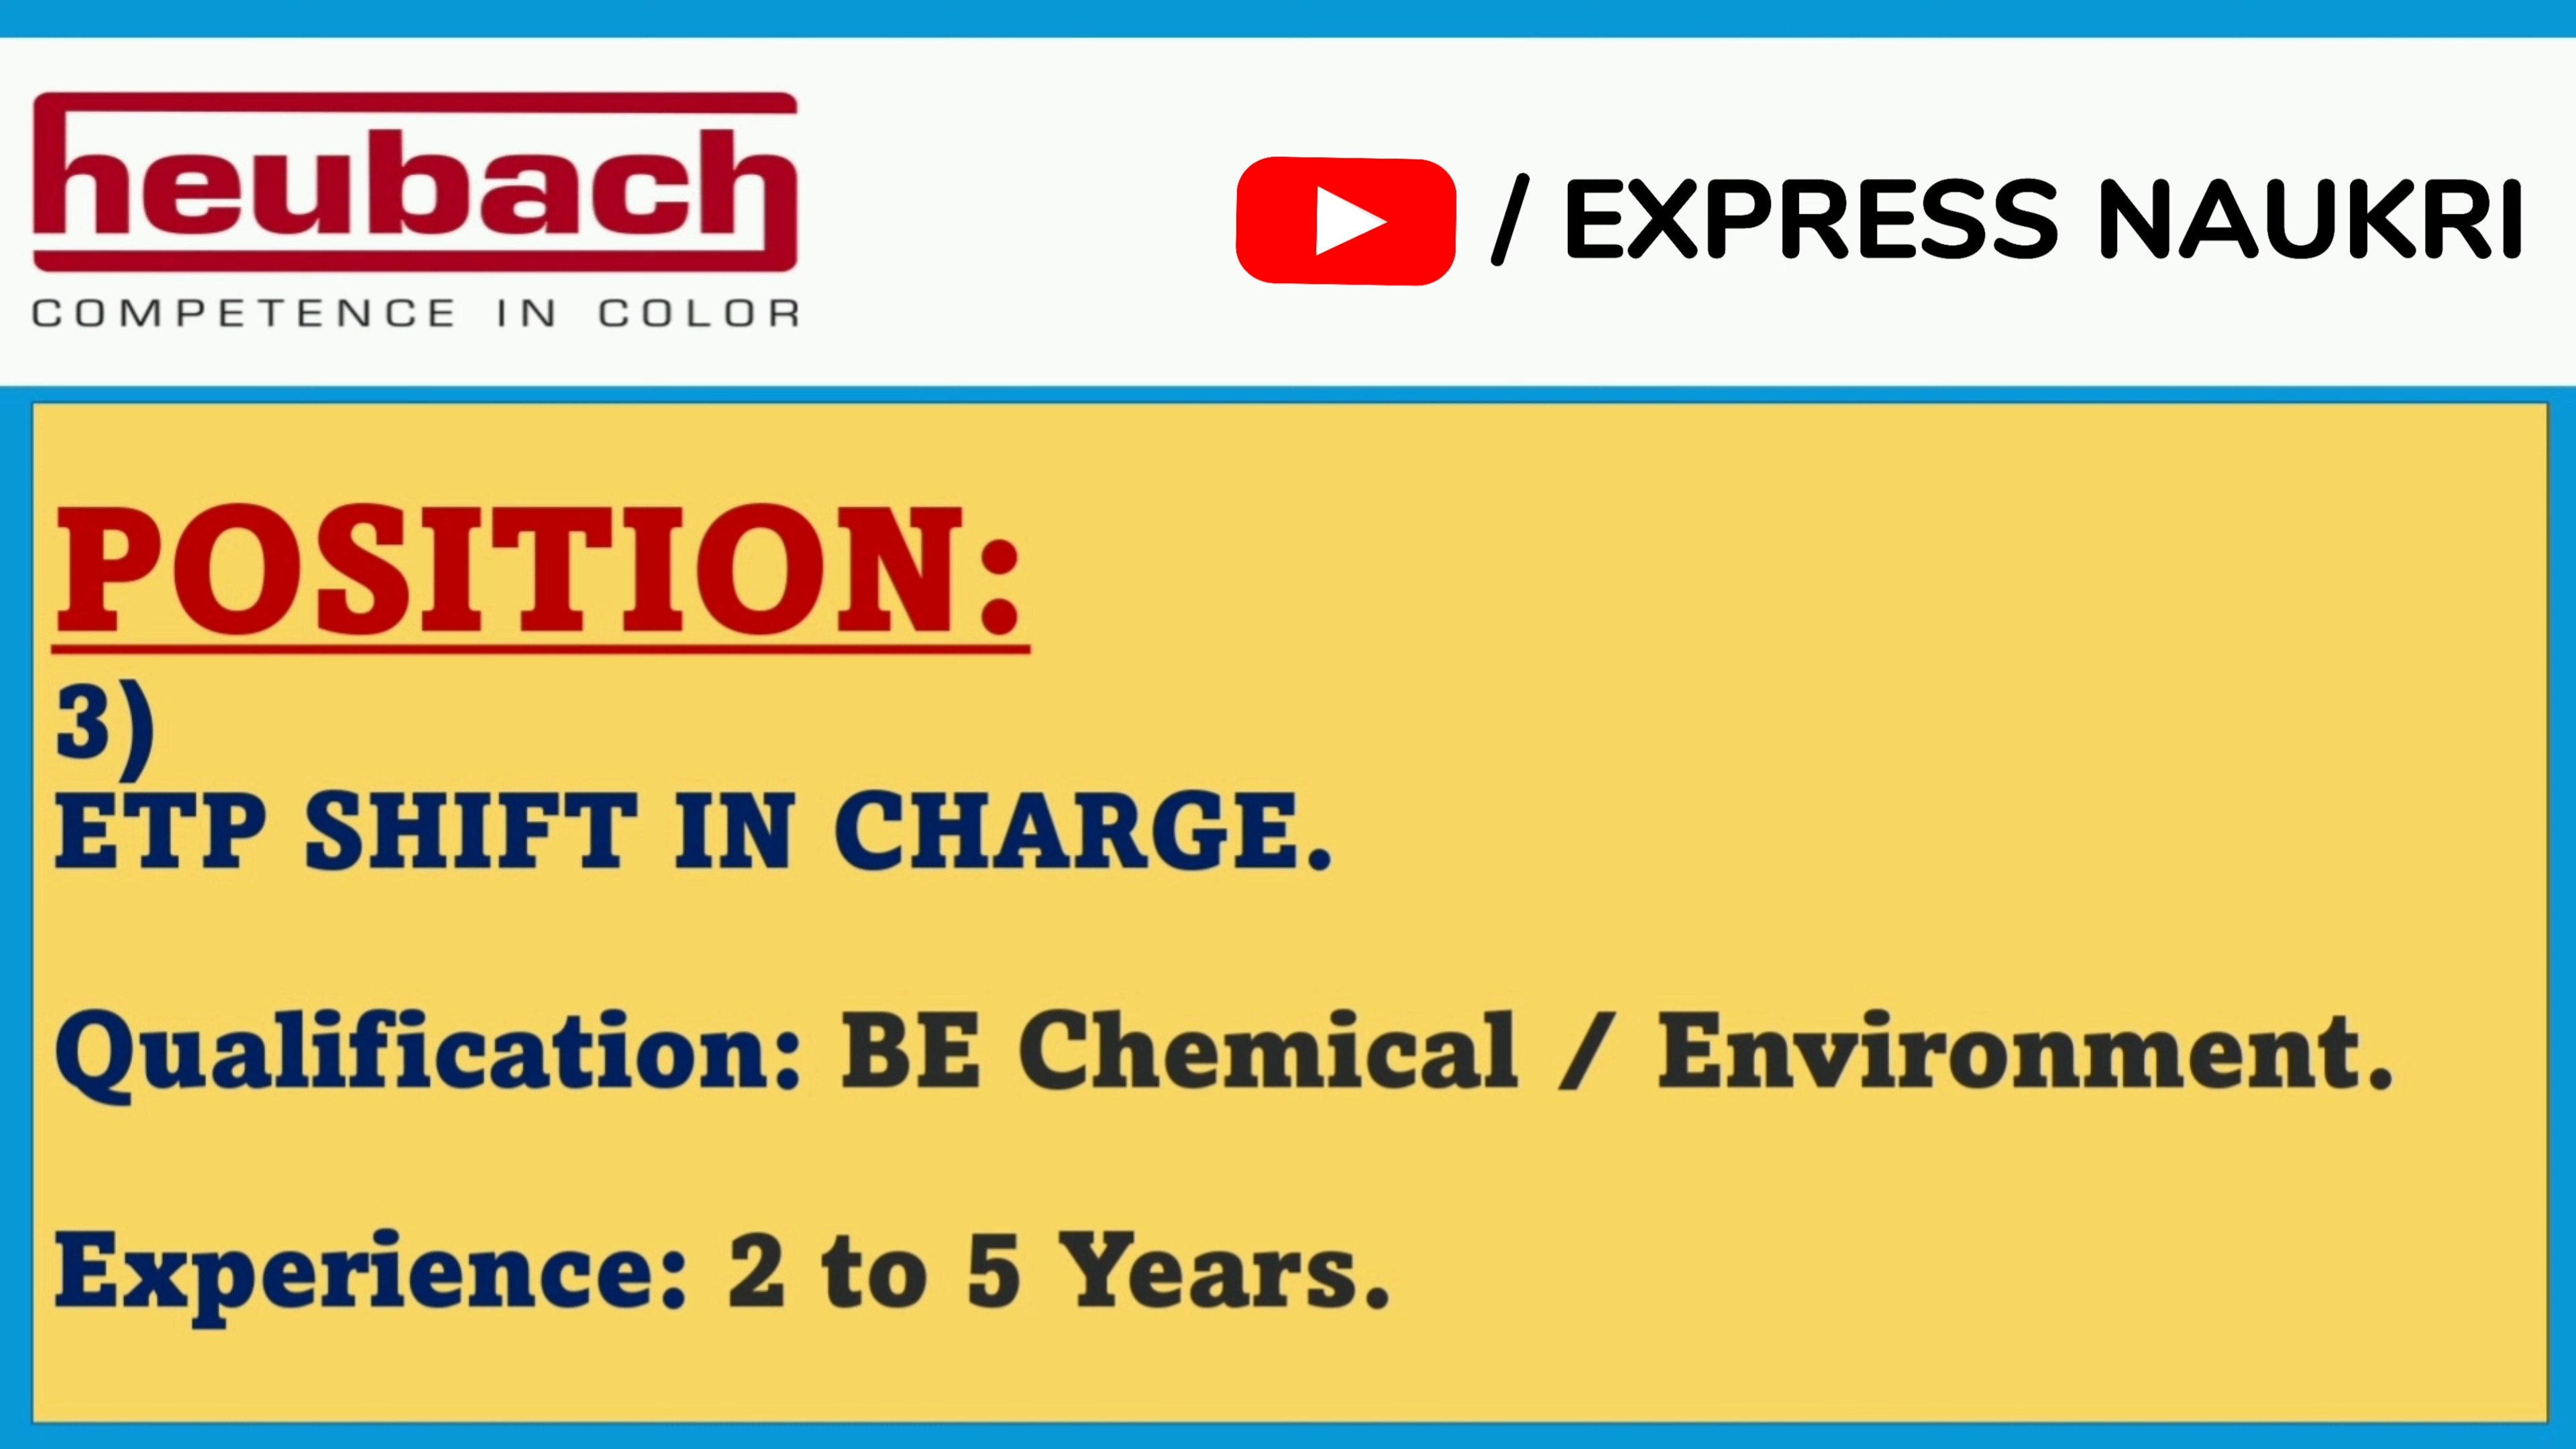 heubach
COMPETENCE IN COLOR
/ EXPRESS NAUKRI
POSITION:
3)
ETP SHIFT IN CHARGE.
Qualification: BE Chemical / Environment.
Experience: 2 to 5 Years.